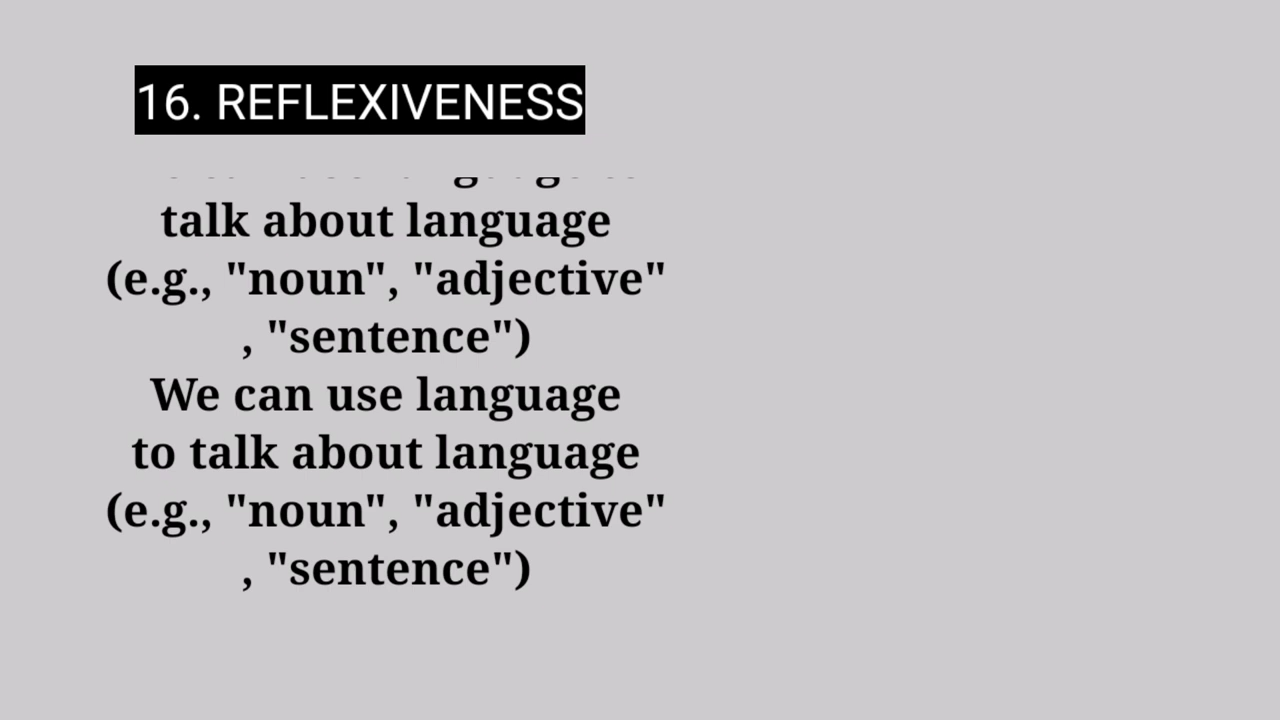 16. REFLEXIVENESS
talk about language
(e.g., "noun", "adjective"
, "sentence")
We can use language
to talk about language
(e.g., "noun", "adjective"
, "sentence")